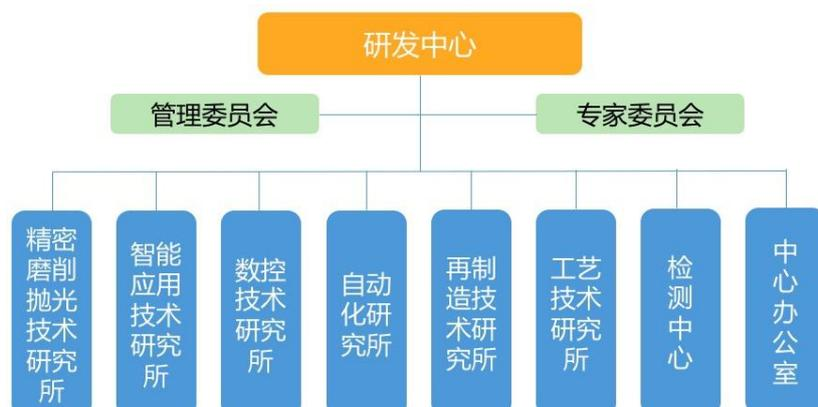 研发中心
管理委员会
专家委员会
精密
磨削
抛光
技术
研究
所
智能
应用
技术
研究
所
数控
技术
研究
所
自动
化研
究所
再制
造技
术研
究所
工艺
技术
研究
所
检
测
中
心
中
心
办
公
室